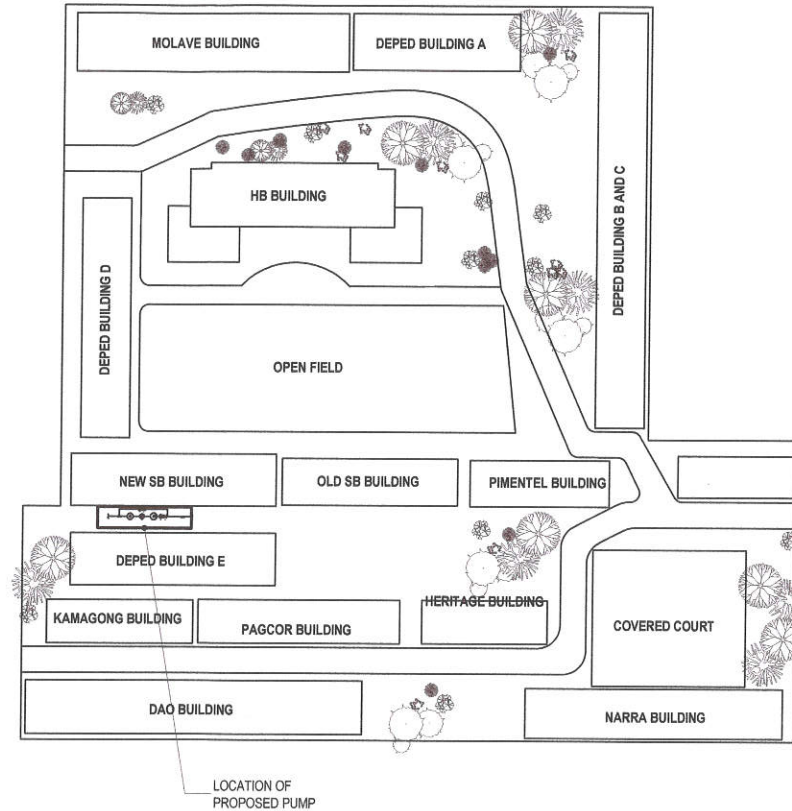 MOLAVE BUILDING
DEPED BUILDING A
HB BUILDING
DEPED BUILDING B AND C
DEPED BUILDING D
OPEN FIELD
NEW SB BUILDING
OLD SB BUILDING
PIMENTEL BUILDING
DEPED BUILDING E
HERITAGE BUILDING
KAMAGONG BUILDING
PAGCOR BUILDING
COVERED COURT
DAO BUILDING
NARRA BUILDING
LOCATION OF
PROPOSED PUMP